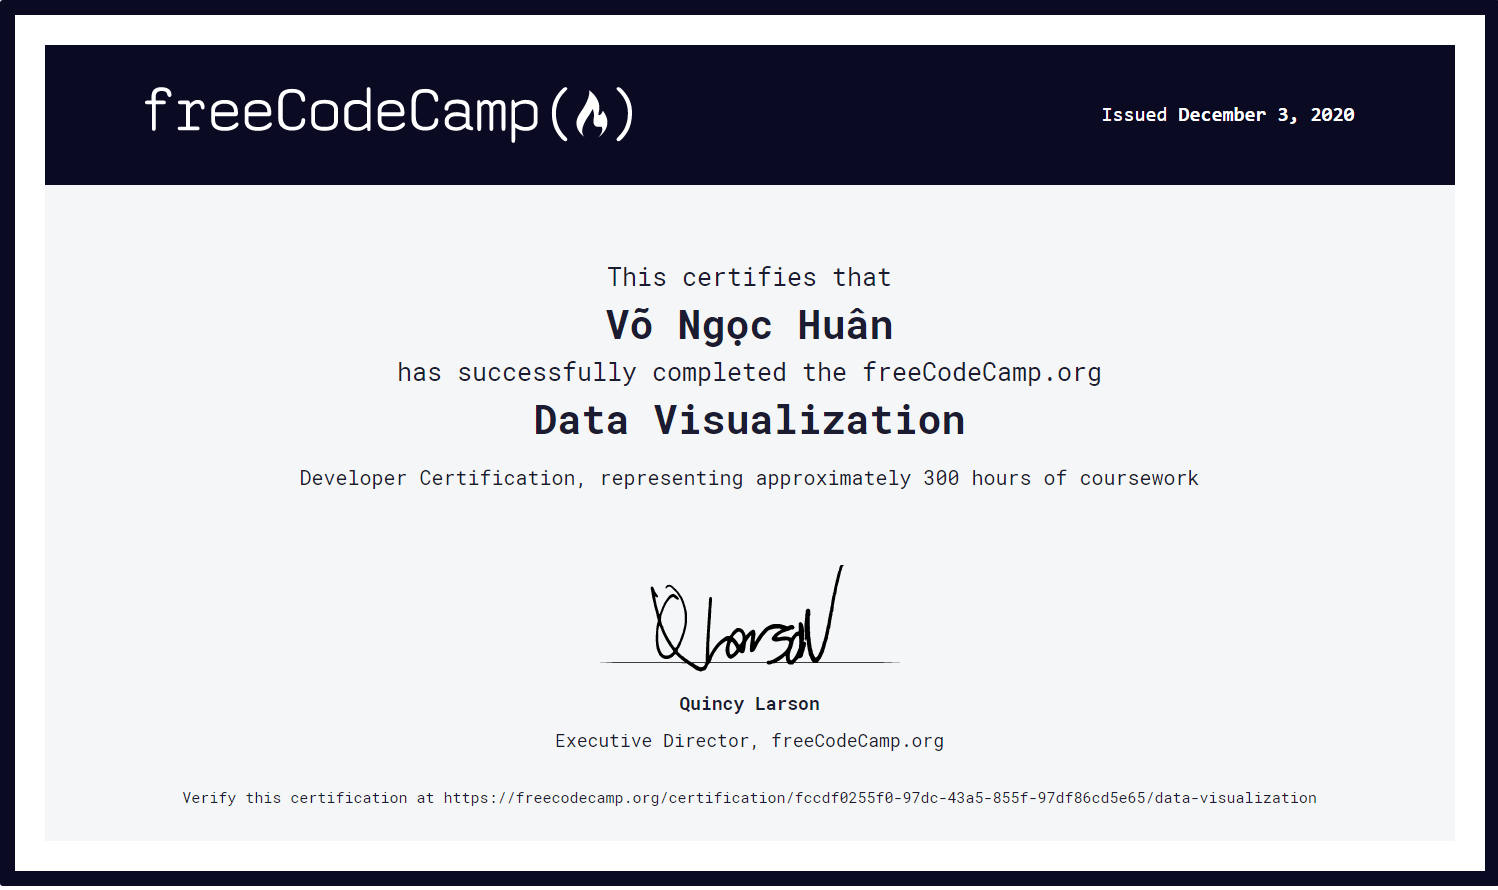 freeCodeCamp
Issued December 3, 2020
This certifies that
Võ Ngọc Huân
has successfully completed the freeCodeCamp.org
Data Visualization
Developer Certification, representing approximately 300 hours of coursework
Q Larson
Quincy Larson
Executive Director, freeCodeCamp.org
Verify this certification at https://freecodecamp.org/certification/fccdf0255f0-97dc-43a5-855f-97df86cd5e65/data-visualization